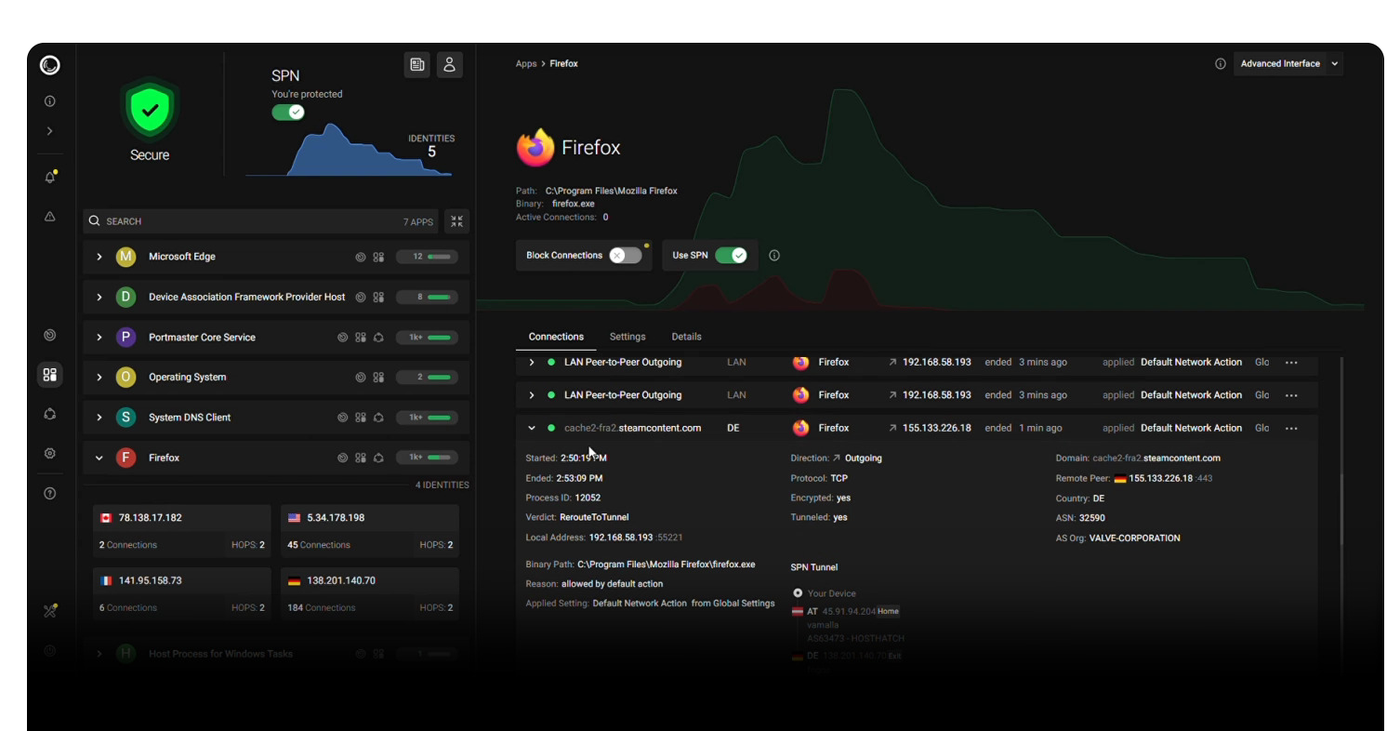 SPN
You're protected
IDENTITIES
5
Secure
SEARCH
7 APPS
M Microsoft Edge 12
D Device Association Framework Provider Host 8
P Portmaster Core Service 1k+
O Operating System 2
S System DNS Client 1k+
F Firefox 1k+
4 IDENTITIES
78.138.17.182
2 Connections HOPS: 2
5.34.178.198
45 Connections HOPS: 2
141.95.158.73
6 Connections HOPS: 2
138.201.140.70
184 Connections HOPS: 2
H Host Process for Windows Tasks 1
Apps > Firefox
Advanced Interface
Firefox
Path: C:\Program Files\Mozilla Firefox
Binary: firefox.exe
Active Connections: 0
Block Connections
Use SPN
Connections Settings Details
LAN Peer-to-Peer Outgoing LAN Firefox 192.168.58.193 ended 3 mins ago applied Default Network Action Glo ...
LAN Peer-to-Peer Outgoing LAN Firefox 192.168.58.193 ended 3 mins ago applied Default Network Action Glo ...
cache2-fra2.steamcontent.com DE Firefox 155.133.226.18 ended 1 min ago applied Default Network Action Glo ...
Started: 2:50:19 PM
Ended: 2:53:09 PM
Process ID: 12052
Verdict: RerouteToTunnel
Local Address: 192.168.58.193 :55221
Direction: Outgoing
Protocol: TCP
Encrypted: yes
Tunneled: yes
Domain: cache2-fra2.steamcontent.com
Remote Peer: 155.133.226.18 :443
Country: DE
ASN: 32590
AS Org: VALVE-CORPORATION
Binary Path: C:\Program Files\Mozilla Firefox\firefox.exe
Reason: allowed by default action
Applied Setting: Default Network Action from Global Settings
SPN Tunnel
Your Device
AT 45.91.94.204 Home
vamalla
AS63473 - HOSTHATCH
DE 138.201.140.70 Exit